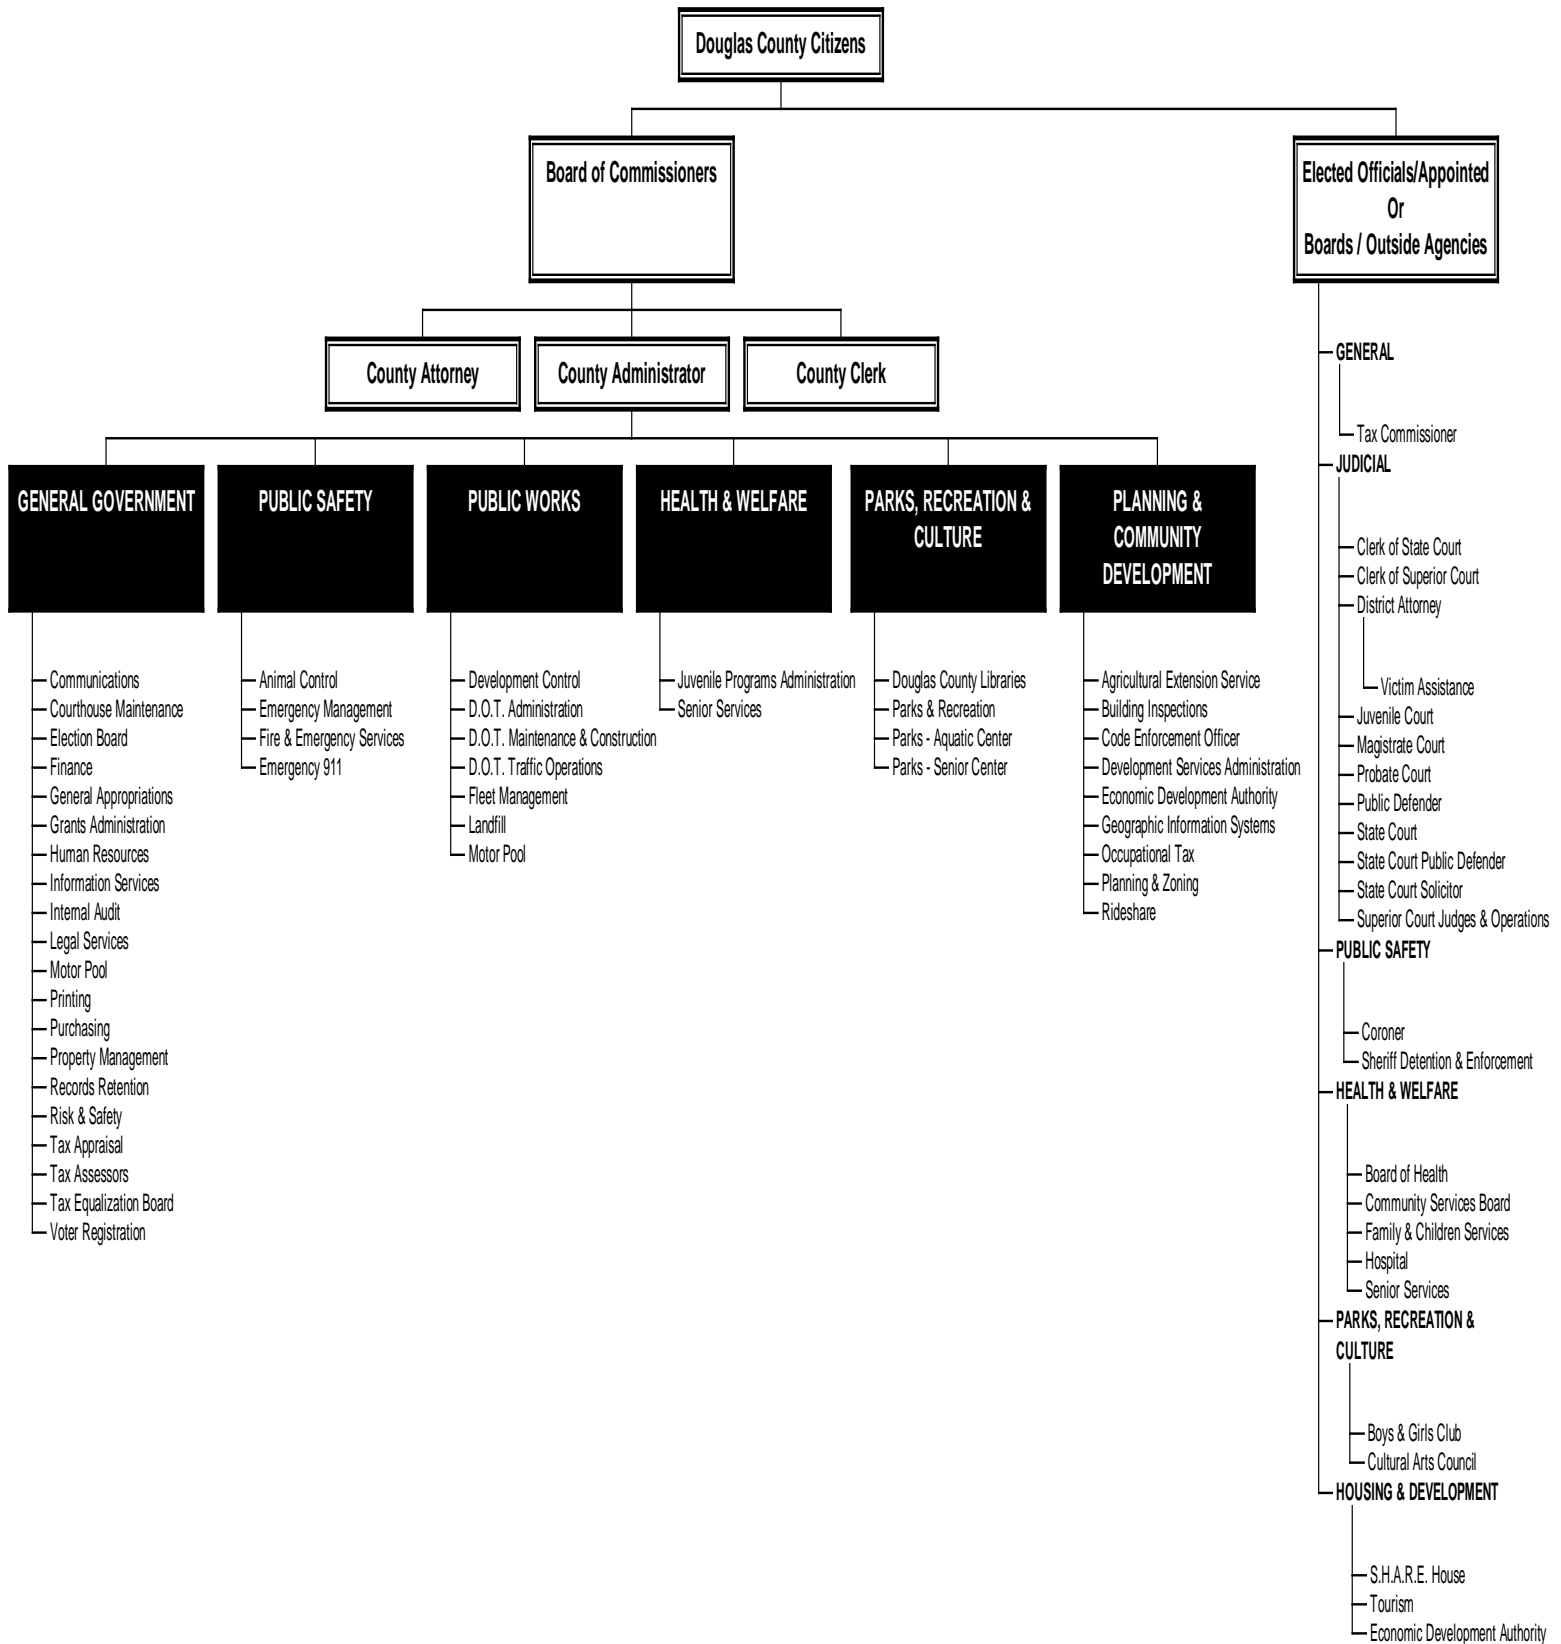 Douglas County Citizens
Board of Commissioners
Elected Officials/Appointed
Or
Boards / Outside Agencies
County Attorney
County Administrator
County Clerk
GENERAL GOVERNMENT
Communications
Courthouse Maintenance
Election Board
Finance
General Appropriations
Grants Administration
Human Resources
Information Services
Internal Audit
Legal Services
Motor Pool
Printing
Purchasing
Property Management
Records Retention
Risk & Safety
Tax Appraisal
Tax Assessors
Tax Equalization Board
Voter Registration
PUBLIC SAFETY
Animal Control
Emergency Management
Fire & Emergency Services
Emergency 911
PUBLIC WORKS
Development Control
D.O.T. Administration
D.O.T. Maintenance & Construction
D.O.T. Traffic Operations
Fleet Management
Landfill
Motor Pool
HEALTH & WELFARE
Juvenile Programs Administration
Senior Services
PARKS, RECREATION &
CULTURE
Douglas County Libraries
Parks & Recreation
Parks - Aquatic Center
Parks - Senior Center
PLANNING &
COMMUNITY
DEVELOPMENT
Agricultural Extension Service
Building Inspections
Code Enforcement Officer
Development Services Administration
Economic Development Authority
Geographic Information Systems
Occupational Tax
Planning & Zoning
Rideshare
GENERAL
Tax Commissioner
JUDICIAL
Clerk of State Court
Clerk of Superior Court
District Attorney
Victim Assistance
Juvenile Court
Magistrate Court
Probate Court
Public Defender
State Court
State Court Public Defender
State Court Solicitor
Superior Court Judges & Operations
PUBLIC SAFETY
Coroner
Sheriff Detention & Enforcement
HEALTH & WELFARE
Board of Health
Community Services Board
Family & Children Services
Hospital
Senior Services
PARKS, RECREATION &
CULTURE
Boys & Girls Club
Cultural Arts Council
HOUSING & DEVELOPMENT
S.H.A.R.E. House
Tourism
Economic Development Authority